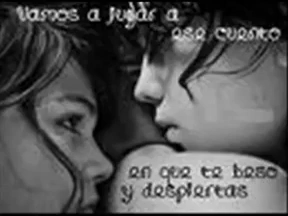 Vamos a jugar a
ese cuento
en que te beso
y despiertas